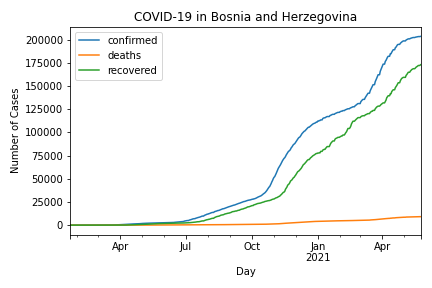 COVID-19 in Bosnia and Herzegovina
confirmed
deaths
recovered
Number of Cases
200000
175000
150000
125000
100000
75000
50000
25000
0
Apr
Jul
Oct
Jan
2021
Apr
Day